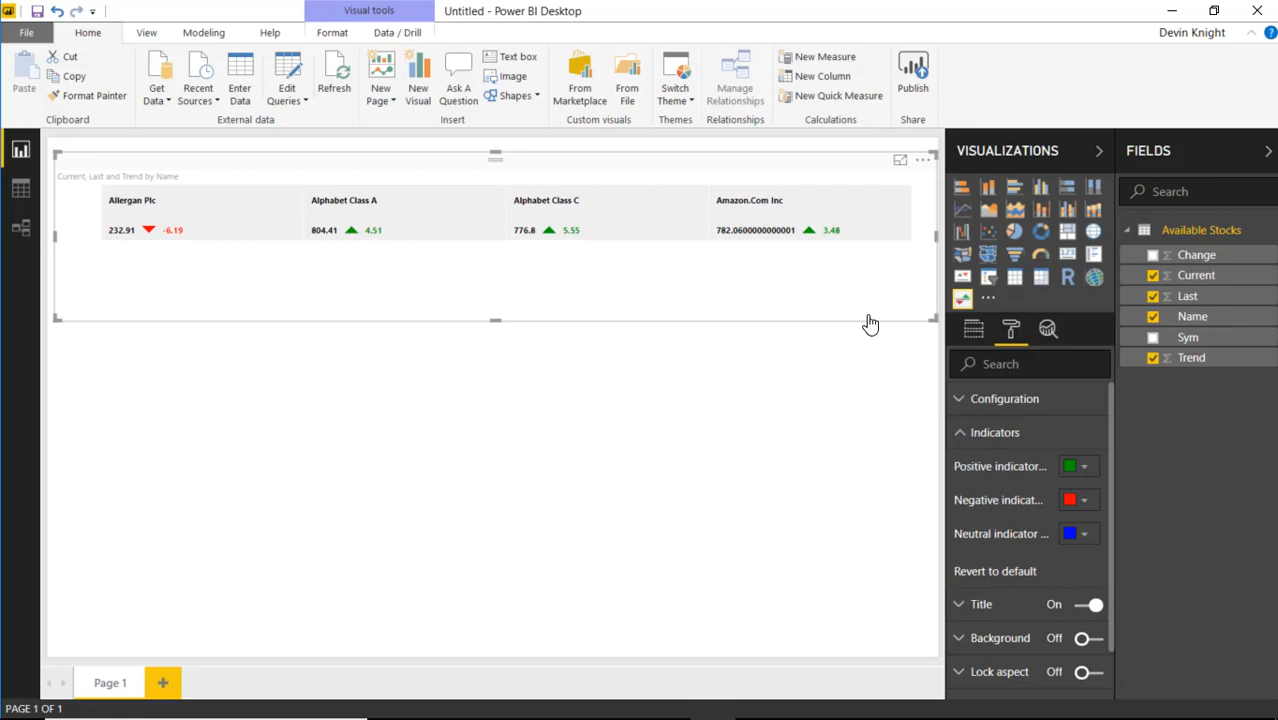 Visual tools
Untitled - Power BI Desktop
File
Home
View
Modeling
Help
Format
Data / Drill
Devin Knight
Paste
Cut
Copy
Format Painter
Clipboard
Get Data
Recent Sources
Enter Data
Edit Queries
Refresh
External data
New Page
New Visual
Ask A Question
Text box
Image
Shapes
Insert
From Marketplace
From File
Custom visuals
Switch Theme
Themes
Manage Relationships
Relationships
New Measure
New Column
New Quick Measure
Calculations
Publish
Share
Current, Last and Trend by Name
Allergan Plc
232.91 -6.19
Alphabet Class A
804.41 4.51
Alphabet Class C
776.8 5.55
Amazon.Com Inc
782.0600000000001 3.48
VISUALIZATIONS
R
123
Search
Configuration
Indicators
Positive indicator...
Negative indicat...
Neutral indicator ...
Revert to default
Title On
Background Off
Lock aspect Off
FIELDS
Search
Available Stocks
Σ Change
Σ Current
Σ Last
Name
Sym
Σ Trend
Page 1
PAGE 1 OF 1